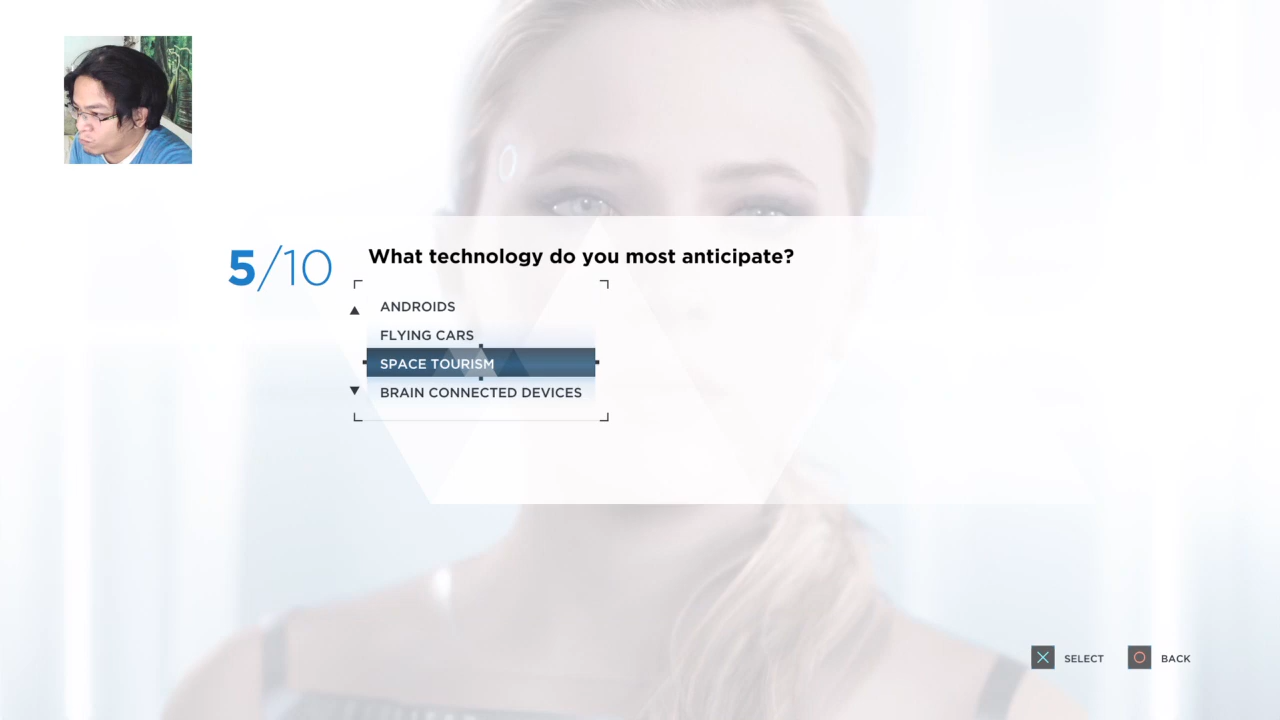 5/10
What technology do you most anticipate?
ANDROIDS
FLYING CARS
SPACE TOURISM
BRAIN CONNECTED DEVICES
SELECT
BACK